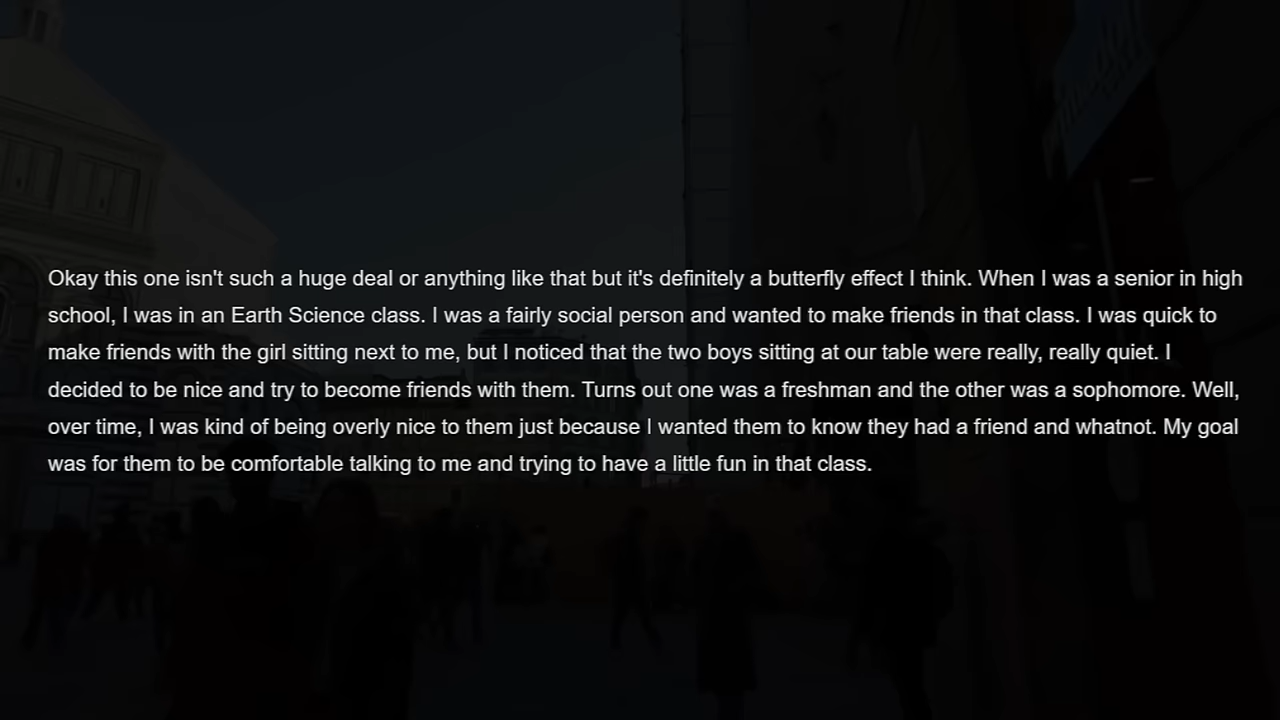 Okay this one isn't such a huge deal or anything like that but it's definitely a butterfly effect I think. When I was a senior in high
school, I was in an Earth Science class. I was a fairly social person and wanted to make friends in that class. I was quick to
make friends with the girl sitting next to me, but I noticed that the two boys sitting at our table were really, really quiet. I
decided to be nice and try to become friends with them. Turns out one was a freshman and the other was a sophomore. Well,
over time, I was kind of being overly nice to them just because I wanted them to know they had a friend and whatnot. My goal
was for them to be comfortable talking to me and trying to have a little fun in that class.